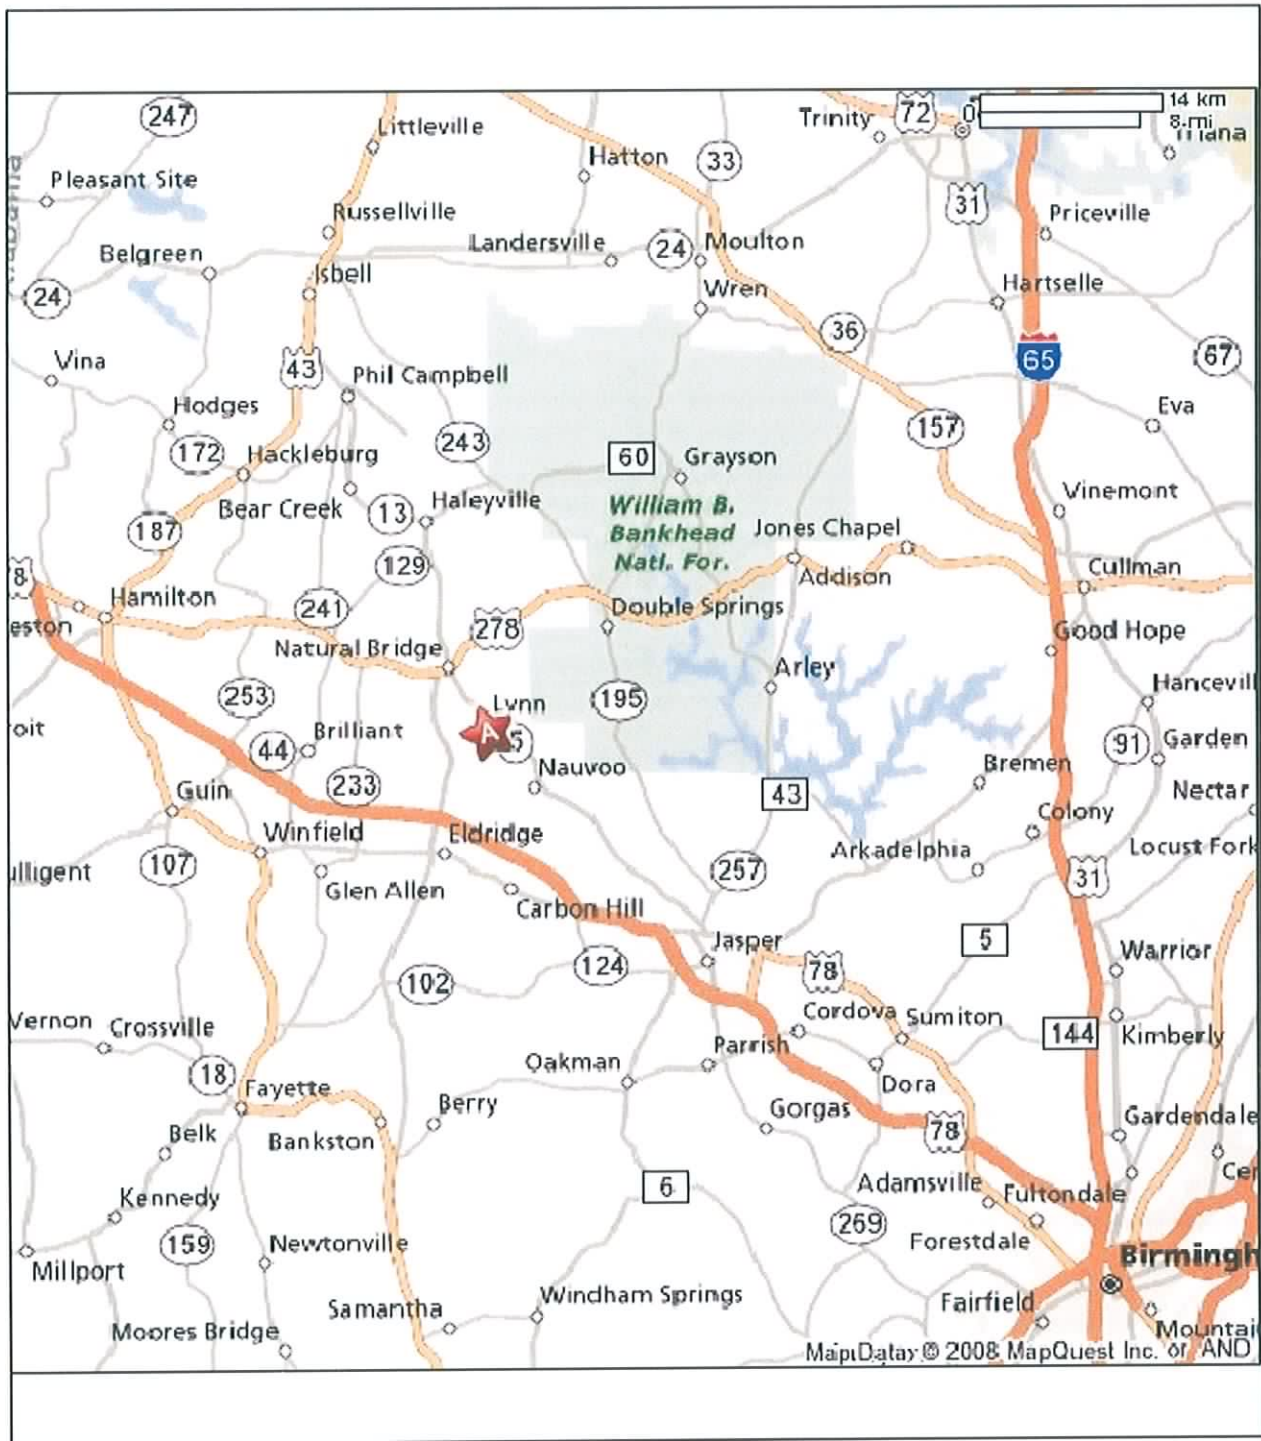 14 km
8 mi
247
Littleville
Trinity
72
Hatton
33
Pleasant Site
31
Russellville
Priceville
Landersville
24
Moulton
Belgreen
Isbell
24
Wren
Hartselle
36
65
67
Vina
43
Phil Campbell
Hodges
Eva
157
172
Hackleburg
243
60
Grayson
Vinemont
Bear Creek
13
Haleyville
William B.
Bankhead
Natl. For.
Jones Chapel
187
129
Addison
Cullman
Hamilton
241
Double Springs
278
Natural Bridge
Good Hope
Arley
253
195
Lynn
A
5
Brilliant
44
91
Garden
Nauvoo
Bremen
233
43
Guin
Nectar
Colony
Winfield
Eldridge
Arkadelphia
Locust Fork
107
257
31
Glen Allen
Carbon Hill
Jasper
5
Warrior
124
78
102
Cordova
Sumiton
Vernon
Crossville
144
Kimberly
Parrish
Oakman
18
Dora
Fayette
Berry
Gorgas
Gardendale
Belk
Bankston
78
6
Adamsville
Fultondale
Kennedy
269
159
Newtonville
Forestdale
Millport
Windham Springs
Samantha
Fairfield
Moores Bridge
© 2008 MapQuest Inc. or AND